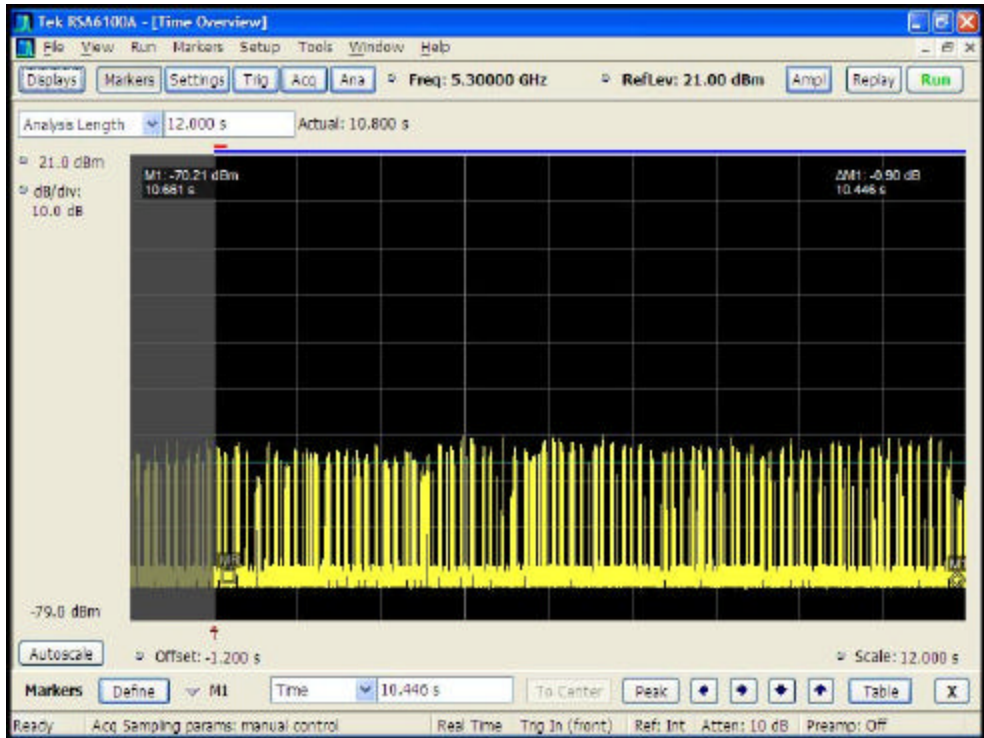 Tek RSA6100A - [Time Overview]
File View Run Markers Setup Tools Window Help
Displays Markers Settings Trig Acq Ana Freq: 5.30000 GHz RefLev: 21.00 dBm Ampl Replay Run
Analysis Length 12.000 s Actual: 10.800 s
21.0 dBm
dB/div:
10.0 dB
M1: -70.21 dBm
10.661 s
ΔM1: -0.90 dB
10.446 s
MR
M1
-79.0 dBm
Autoscale Offset: -1.200 s Scale: 12.000 s
Markers Define M1 Time 10.446 s To Center Peak Table X
Ready Acq Sampling params: manual control Real Time Trig In (front) Ref: Int Atten: 10 dB Preamp: Off